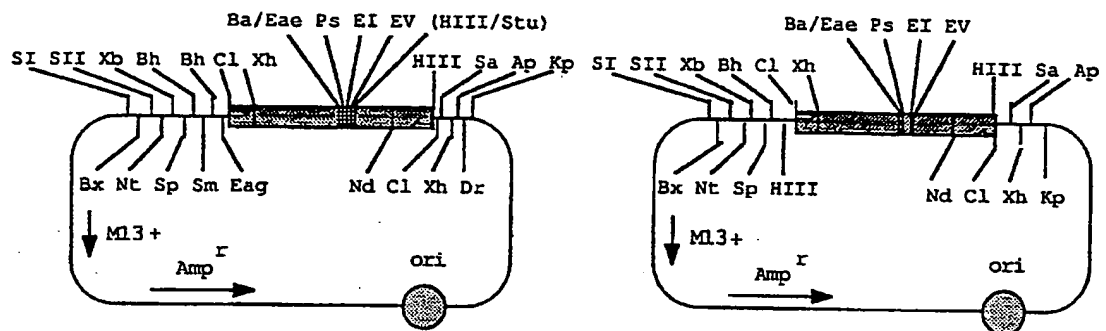 Ba/Eae Ps EI EV (HIII/Stu)
SI SII Xb Bh Bh Cl Xh
HIII Sa Ap Kp
Bx Nt Sp Sm Eag
Nd Cl Xh Dr
M13+
Amp r
ori
Ba/Eae Ps EI EV
SI SII Xb Bh Cl Xh
HIII Sa Ap
Bx Nt Sp HIII
Nd Cl Xh Kp
M13+
Amp r
ori